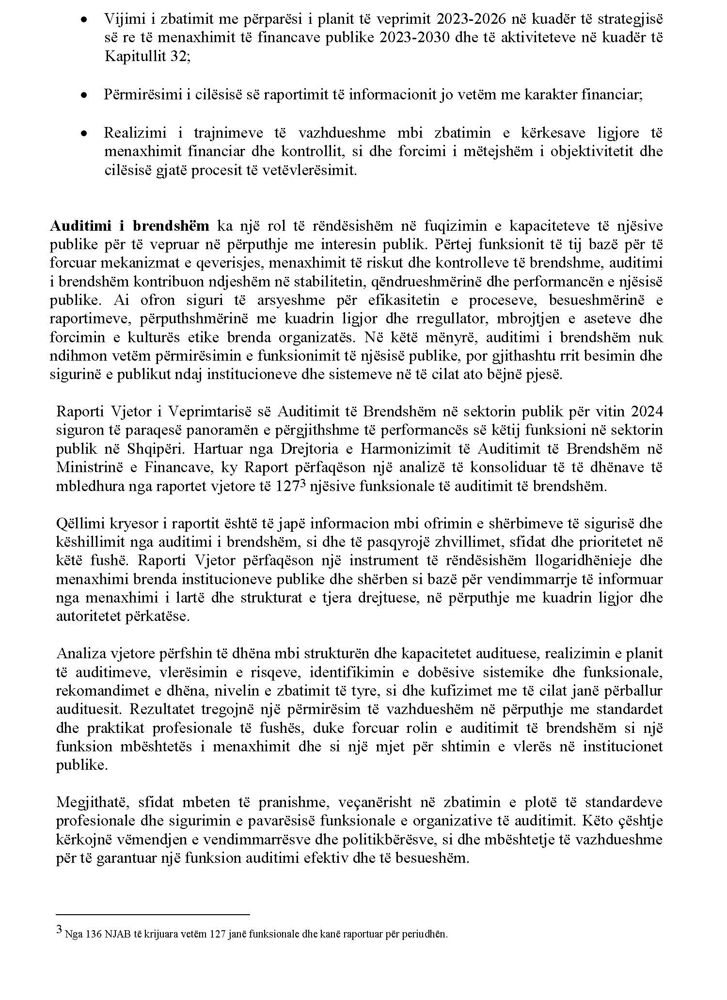 • Vijimi i zbatimit me përparësi i planit të veprimit 2023-2026 në kuadër të strategjisë
së re të menaxhimit të financave publike 2023-2030 dhe të aktiviteteve në kuadër të
Kapitullit 32;
• Përmirësimi i cilësisë së raportimit të informacionit jo vetëm me karakter financiar;
• Realizimi i trajnimeve të vazhdueshme mbi zbatimin e kërkesave ligjore të
menaxhimit financiar dhe kontrollit, si dhe forcimi i mëtejshëm i objektivitetit dhe
cilësisë gjatë procesit të vetëvlerësimit.
Auditimi i brendshëm ka një rol të rëndësishëm në fuqizimin e kapaciteteve të njësive
publike për të vepruar në përputhje me interesin publik. Përtej funksionit të tij bazë për të
forcuar mekanizmat e qeverisjes, menaxhimit të riskut dhe kontrolleve të brendshme, auditimi
i brendshëm kontribuon ndjeshëm në stabilitetin, qëndrueshmërinë dhe performancën e njësisë
publike. Ai ofron siguri të arsyeshme për efikasitetin e proceseve, besueshmërinë e
raportimeve, përputhshmërinë me kuadrin ligjor dhe rregullator, mbrojtjen e aseteve dhe
forcimin e kulturës etike brenda organizatës. Në këtë mënyrë, auditimi i brendshëm nuk
ndihmon vetëm përmirësimin e funksionimit të njësisë publike, por gjithashtu rrit besimin dhe
sigurinë e publikut ndaj institucioneve dhe sistemeve në të cilat ato bëjnë pjesë.
Raporti Vjetor i Veprimtarisë së Auditimit të Brendshëm në sektorin publik për vitin 2024
siguron të paraqesë panoramën e përgjithshme të performancës së këtij funksioni në sektorin
publik në Shqipëri. Hartuar nga Drejtoria e Harmonizimit të Auditimit të Brendshëm në
Ministrinë e Financave, ky Raport përfaqëson një analizë të konsoliduar të të dhënave të
mbledhura nga raportet vjetore të 127³ njësive funksionale të auditimit të brendshëm.
Qëllimi kryesor i raportit është të japë informacion mbi ofrimin e shërbimeve të sigurisë dhe
këshillimit nga auditimi i brendshëm, si dhe të pasqyrojë zhvillimet, sfidat dhe prioritetet në
këtë fushë. Raporti Vjetor përfaqëson një instrument të rëndësishëm llogaridhënieje dhe
menaxhimi brenda institucioneve publike dhe shërben si bazë për vendimmarrje të informuar
nga menaxhimi i lartë dhe strukturat e tjera drejtuese, në përputhje me kuadrin ligjor dhe
autoritetet përkatëse.
Analiza vjetore përfshin të dhëna mbi strukturën dhe kapacitetet audituese, realizimin e planit
të auditimeve, vlerësimin e risqeve, identifikimin e dobësive sistemike dhe funksionale,
rekomandimet e dhëna, nivelin e zbatimit të tyre, si dhe kufizimet me të cilat janë përballur
audituesit. Rezultatet tregojnë një përmirësim të vazhdueshëm në përputhje me standardet
dhe praktikat profesionale të fushës, duke forcuar rolin e auditimit të brendshëm si një
funksion mbështetës i menaxhimit dhe si një mjet për shtimin e vlerës në institucionet
publike.
Megjithatë, sfidat mbeten të pranishme, veçanërisht në zbatimin e plotë të standardeve
profesionale dhe sigurimin e pavarësisë funksionale e organizative të auditimit. Këto çështje
kërkojnë vëmendjen e vendimmarrësve dhe politikbërësve, si dhe mbështetje të vazhdueshme
për të garantuar një funksion auditimi efektiv dhe të besueshëm.
3 Nga 136 NJAB të krijuara vetëm 127 janë funksionale dhe kanë raportuar për periudhën.